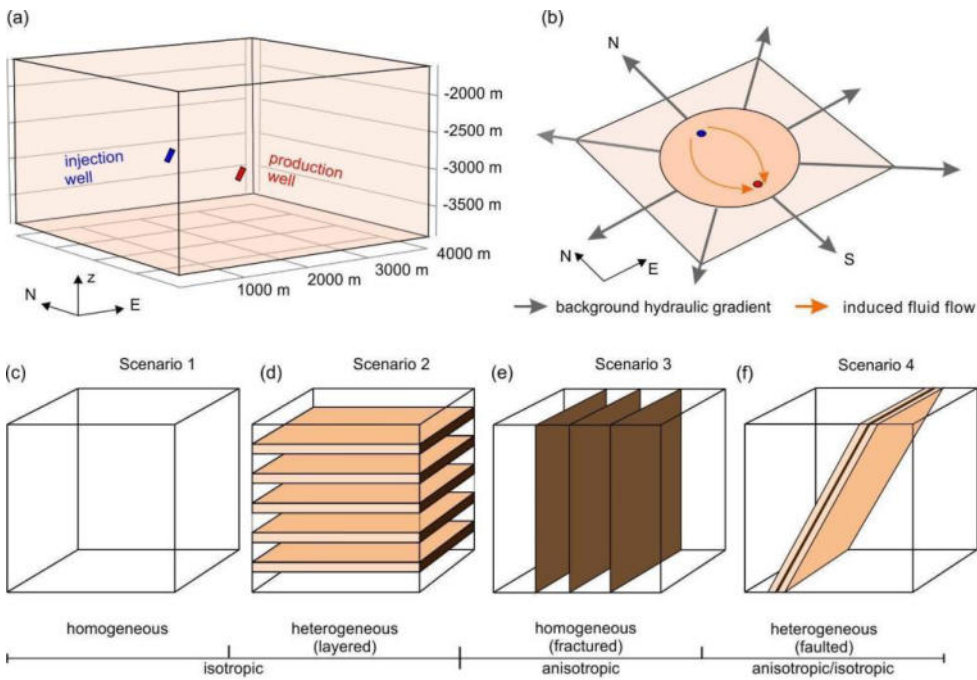 (a)
-2000 m
-2500 m
-3000 m
-3500 m
4000 m
3000 m
2000 m
1000 m
injection
well
production
well
z
N
E
(b)
N
S
N
E
background hydraulic gradient
induced fluid flow
(c)
Scenario 1
(d)
Scenario 2
(e)
Scenario 3
(f)
Scenario 4
homogeneous
heterogeneous
(layered)
homogeneous
(fractured)
heterogeneous
(faulted)
isotropic
anisotropic
anisotropic/isotropic